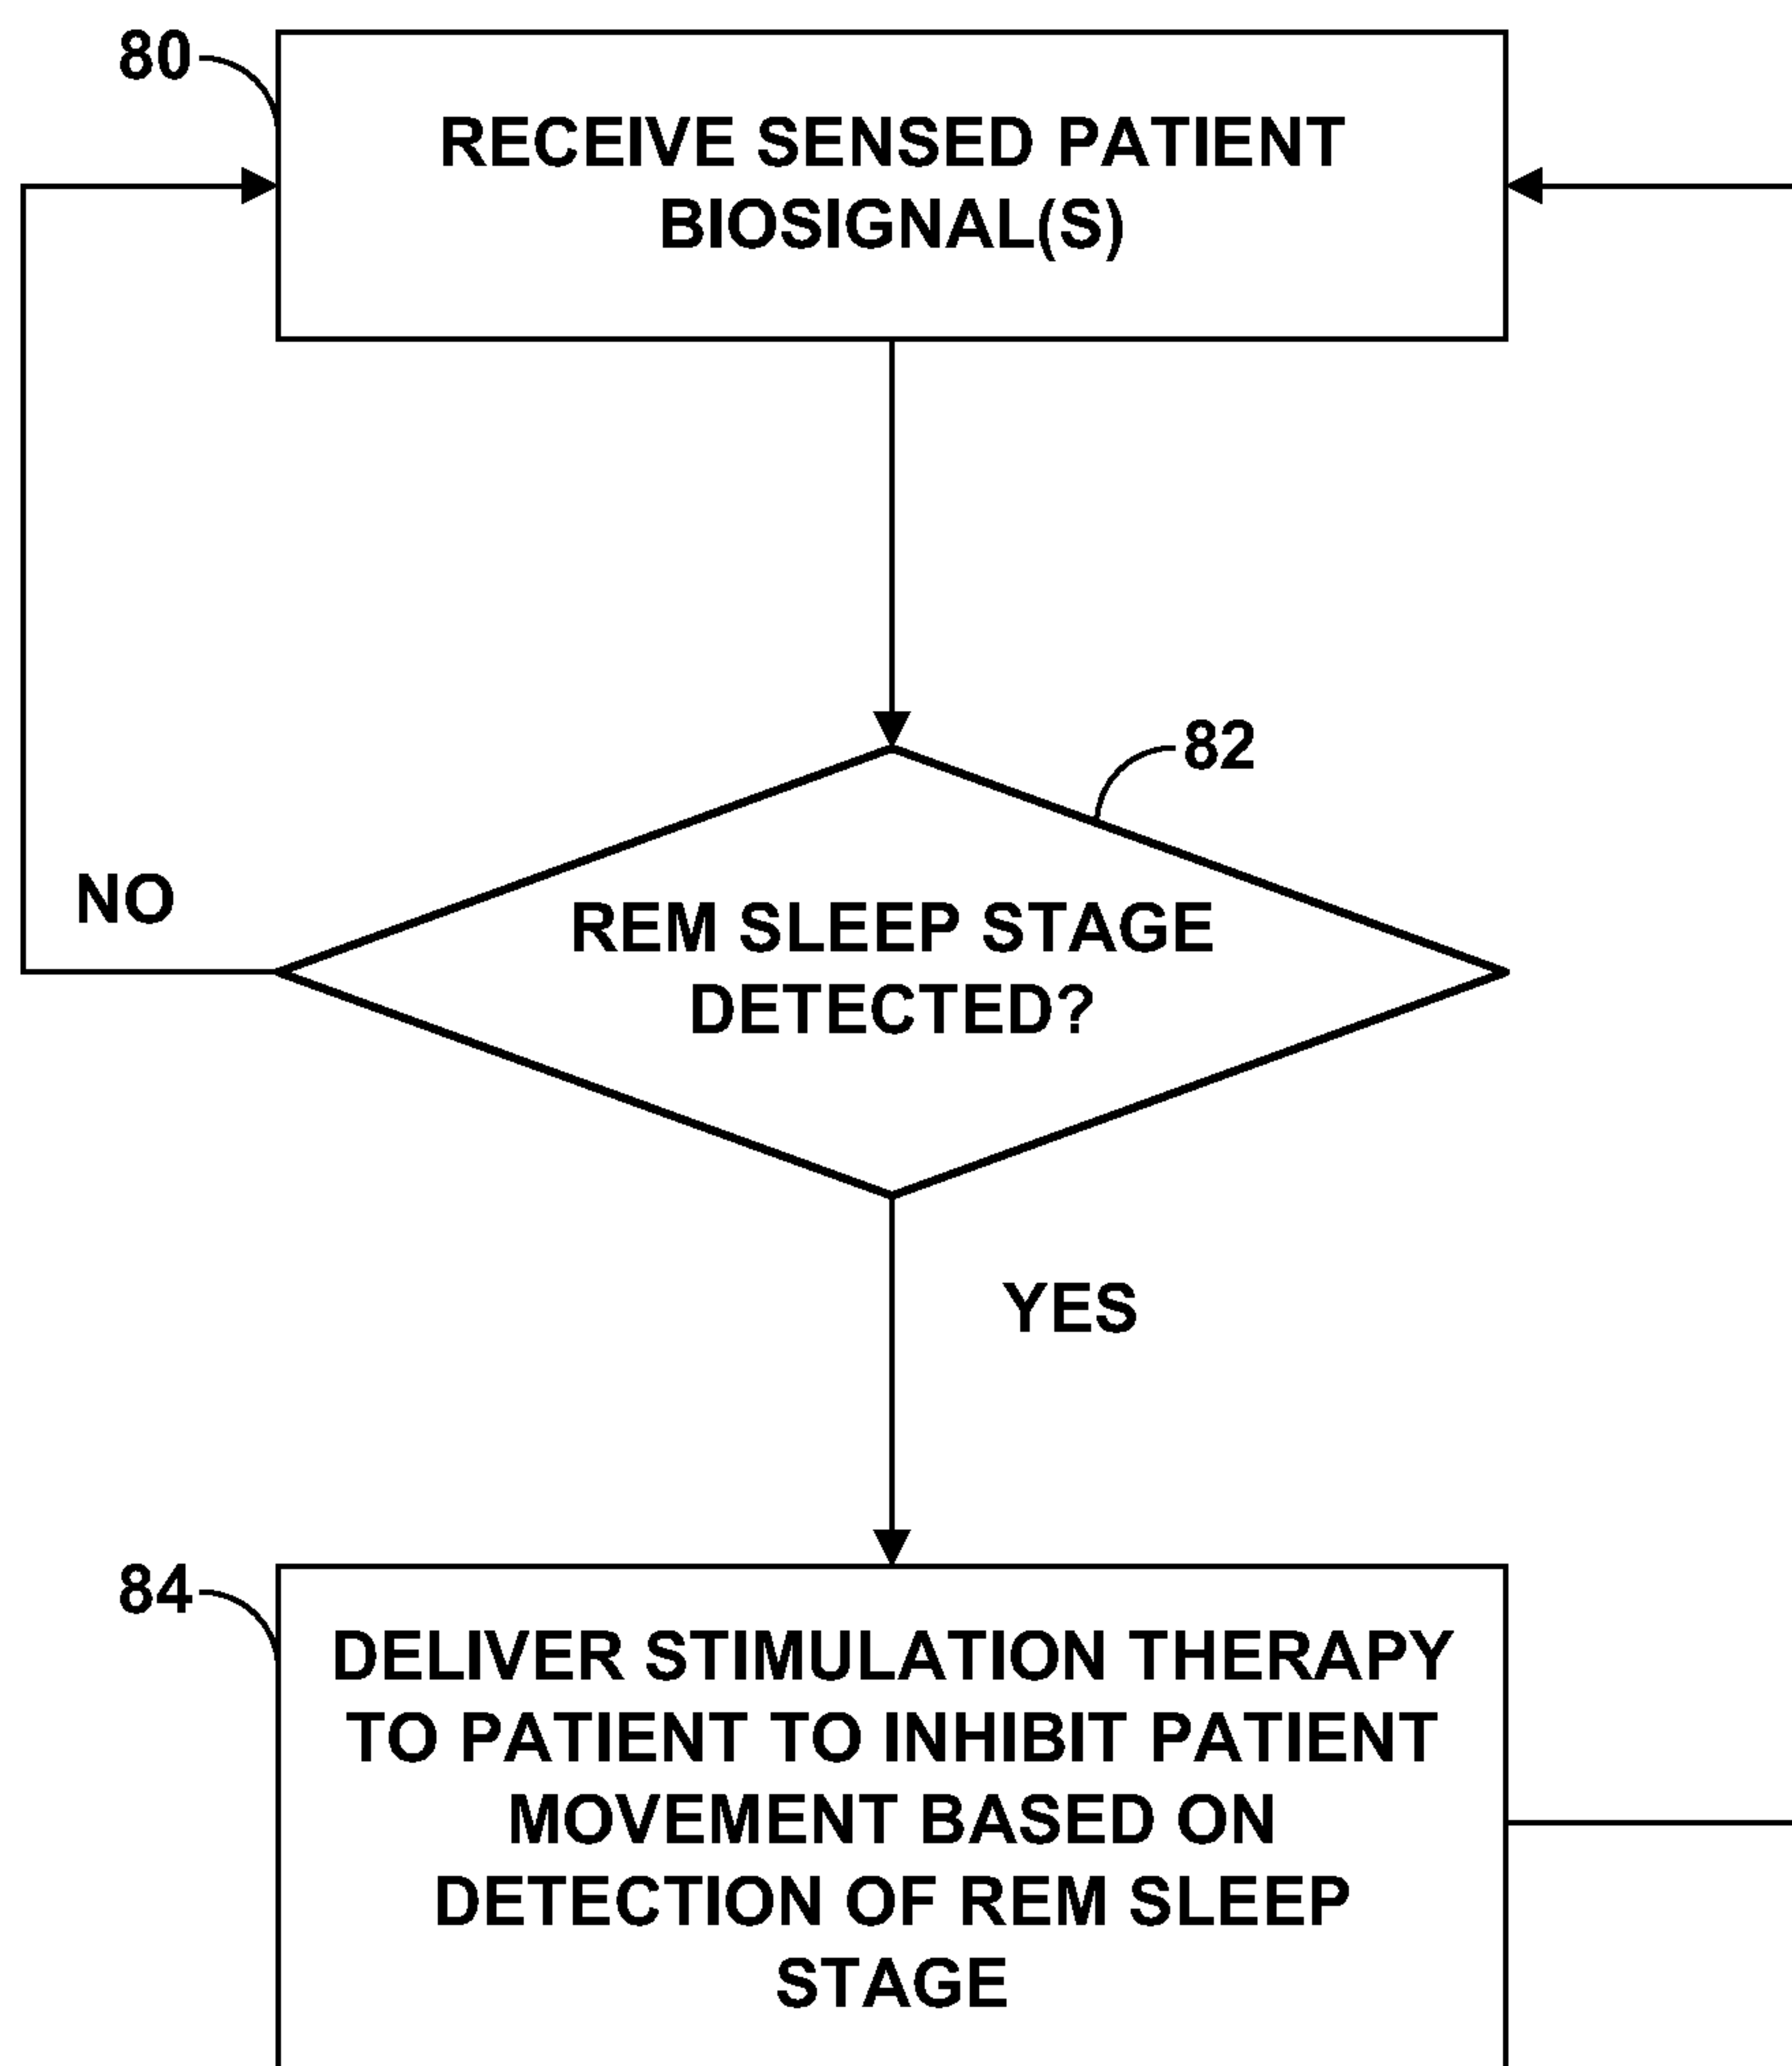 80
RECEIVE SENSED PATIENT
BIOSIGNAL(S)
82
NO
REM SLEEP STAGE
DETECTED?
YES
84
DELIVER STIMULATION THERAPY
TO PATIENT TO INHIBIT PATIENT
MOVEMENT BASED ON
DETECTION OF REM SLEEP
STAGE